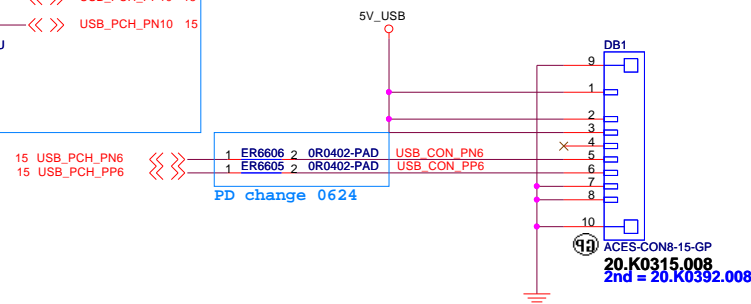 USB_PCH_PN10 15
U
5V_USB
DB1
9
1
2
3
4
5
6
7
8
10
15 USB_PCH_PN6
1 ER6606 2 0R0402-PAD USB_CON_PN6
15 USB_PCH_PP6
1 ER6605 2 0R0402-PAD USB_CON_PP6
PD change 0624
ACES-CON8-15-GP
20.K0315.008
2nd = 20.K0392.008